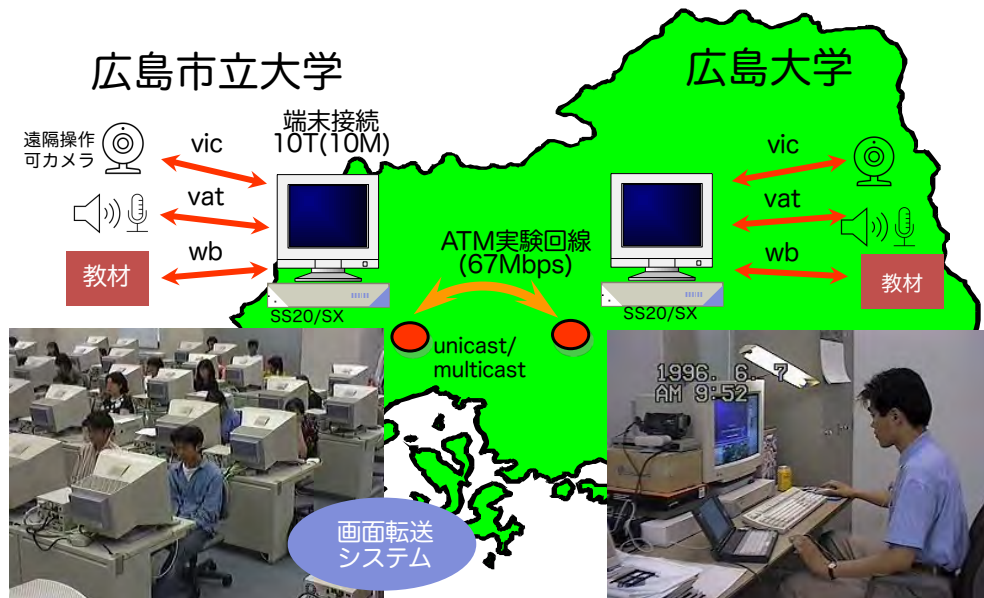 広島市立大学
広島大学
端末接続
10T(10M)
遠隔操作
可カメラ
vic
vat
wb
教材
SS20/SX
ATM実験回線
(67Mbps)
vic
vat
wb
教材
SS20/SX
unicast/
multicast
1996. 6. 7
AM 9:52
画面転送
システム